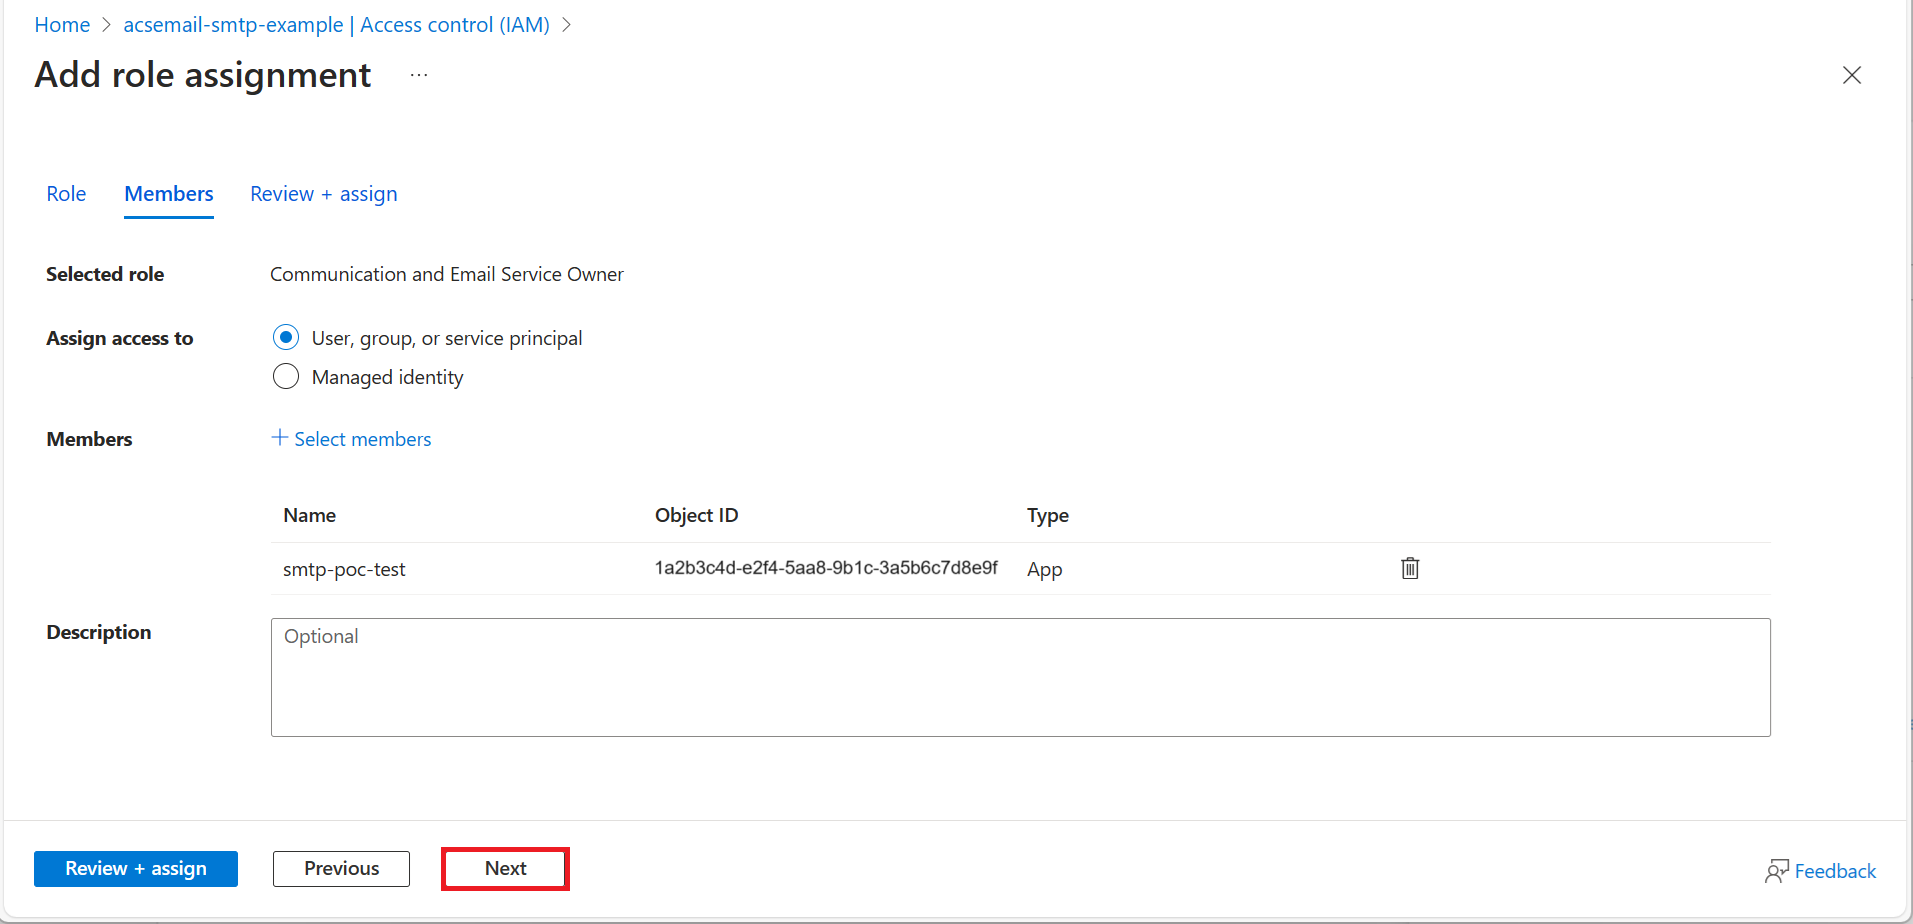 Home > acsemail-smtp-example | Access control (IAM) >
Add role assignment ...
Role Members Review + assign
Selected role Communication and Email Service Owner
Assign access to User, group, or service principal
Managed identity
Members + Select members
Name Object ID Type
smtp-poc-test 1a2b3c4d-e2f4-5aa8-9b1c-3a5b6c7d8e9f App
Description Optional
Review + assign Previous Next Feedback